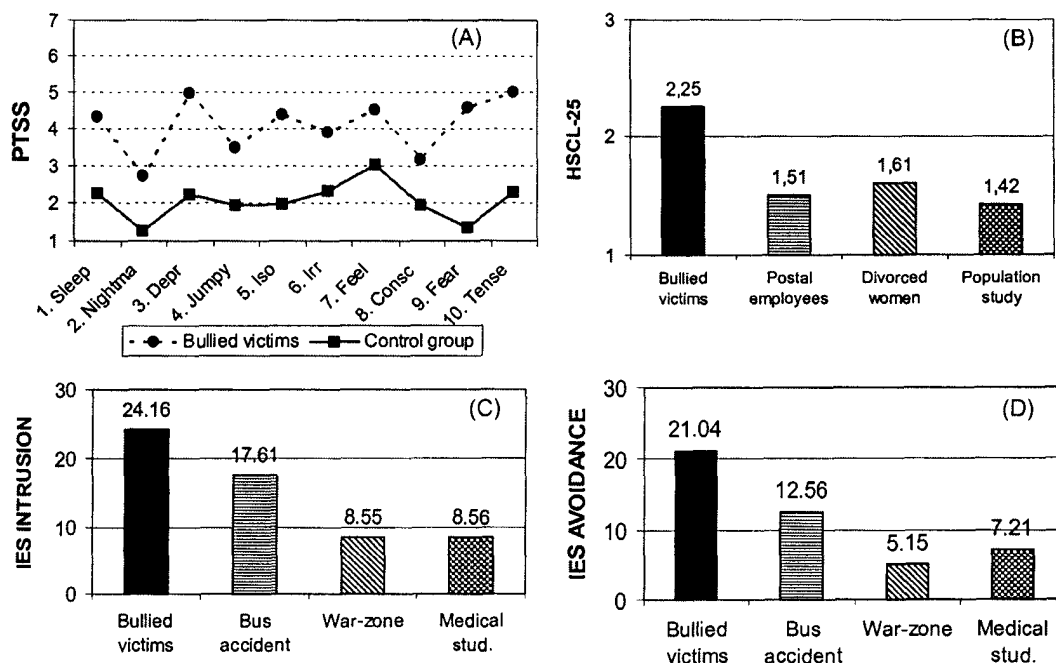 (A)
PTSS
7
6
5
4
3
2
1
1. Sleep
2. Nightma
3. Depr
4. Jumpy
5. Iso
6. Irr
7. Feel
8. Consc
9. Fear
10. Tense
Bullied victims
Control group
(B)
HSCL-25
3
2
1
2,25
1,51
1,61
1,42
Bullied victims
Postal employees
Divorced women
Population study
(C)
IES INTRUSION
30
20
10
0
24.16
17.61
8.55
8.56
Bullied victims
Bus accident
War-zone
Medical stud.
(D)
IES AVOIDANCE
30
20
10
0
21.04
12.56
5.15
7.21
Bullied victims
Bus accident
War-zone
Medical stud.